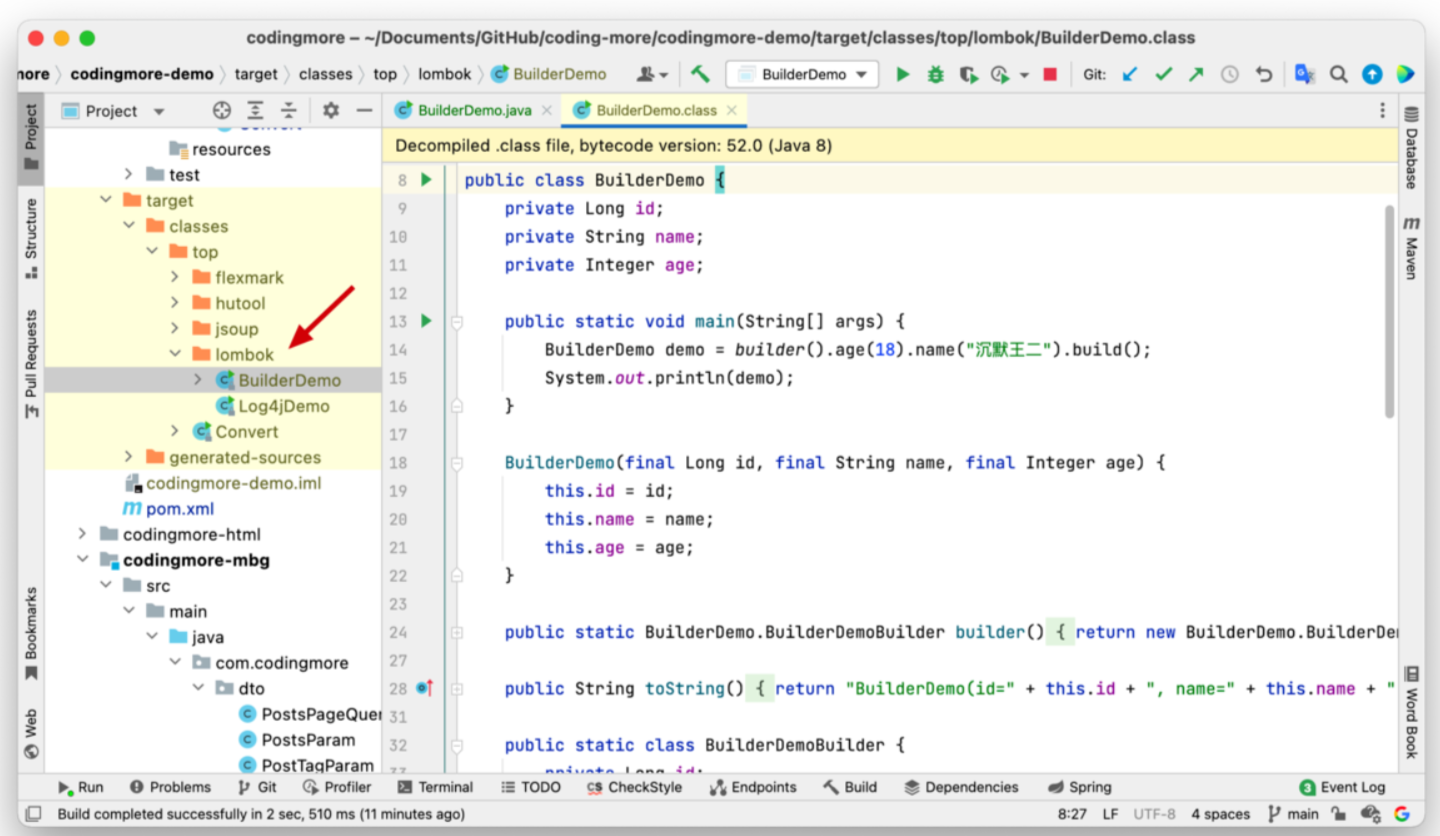 codingmore – ~/Documents/GitHub/coding-more/codingmore-demo/target/classes/top/lombok/BuilderDemo.class
nore codingmore-demo target classes top lombok BuilderDemo BuilderDemo Git:
Project
BuilderDemo.java
BuilderDemo.class
Decompiled .class file, bytecode version: 52.0 (Java 8)
Project
Structure
Pull Requests
Bookmarks
Web
resources
test
target
classes
top
flexmark
hutool
jsoup
lombok
BuilderDemo
Log4jDemo
Convert
generated-sources
codingmore-demo.iml
pom.xml
codingmore-html
codingmore-mbg
src
main
java
com.codingmore
dto
PostsPageQuer
PostsParam
PostTagParam
8 public class BuilderDemo {
9 private Long id;
10 private String name;
11 private Integer age;
12
13 public static void main(String[] args) {
14 BuilderDemo demo = builder().age(18).name("沉默王二").build();
15 System.out.println(demo);
16 }
17
18 BuilderDemo(final Long id, final String name, final Integer age) {
19 this.id = id;
20 this.name = name;
21 this.age = age;
22 }
23
24 public static BuilderDemo.BuilderDemoBuilder builder() { return new BuilderDemo.BuilderDe
27
28 public String toString() { return "BuilderDemo(id=" + this.id + ", name=" + this.name + "
31
32 public static class BuilderDemoBuilder {
33 private Long id;
Database
Maven
Word Book
Run Problems Git Profiler Terminal TODO CheckStyle Endpoints Build Dependencies Spring 3 Event Log
Build completed successfully in 2 sec, 510 ms (11 minutes ago) 8:27 LF UTF-8 4 spaces main